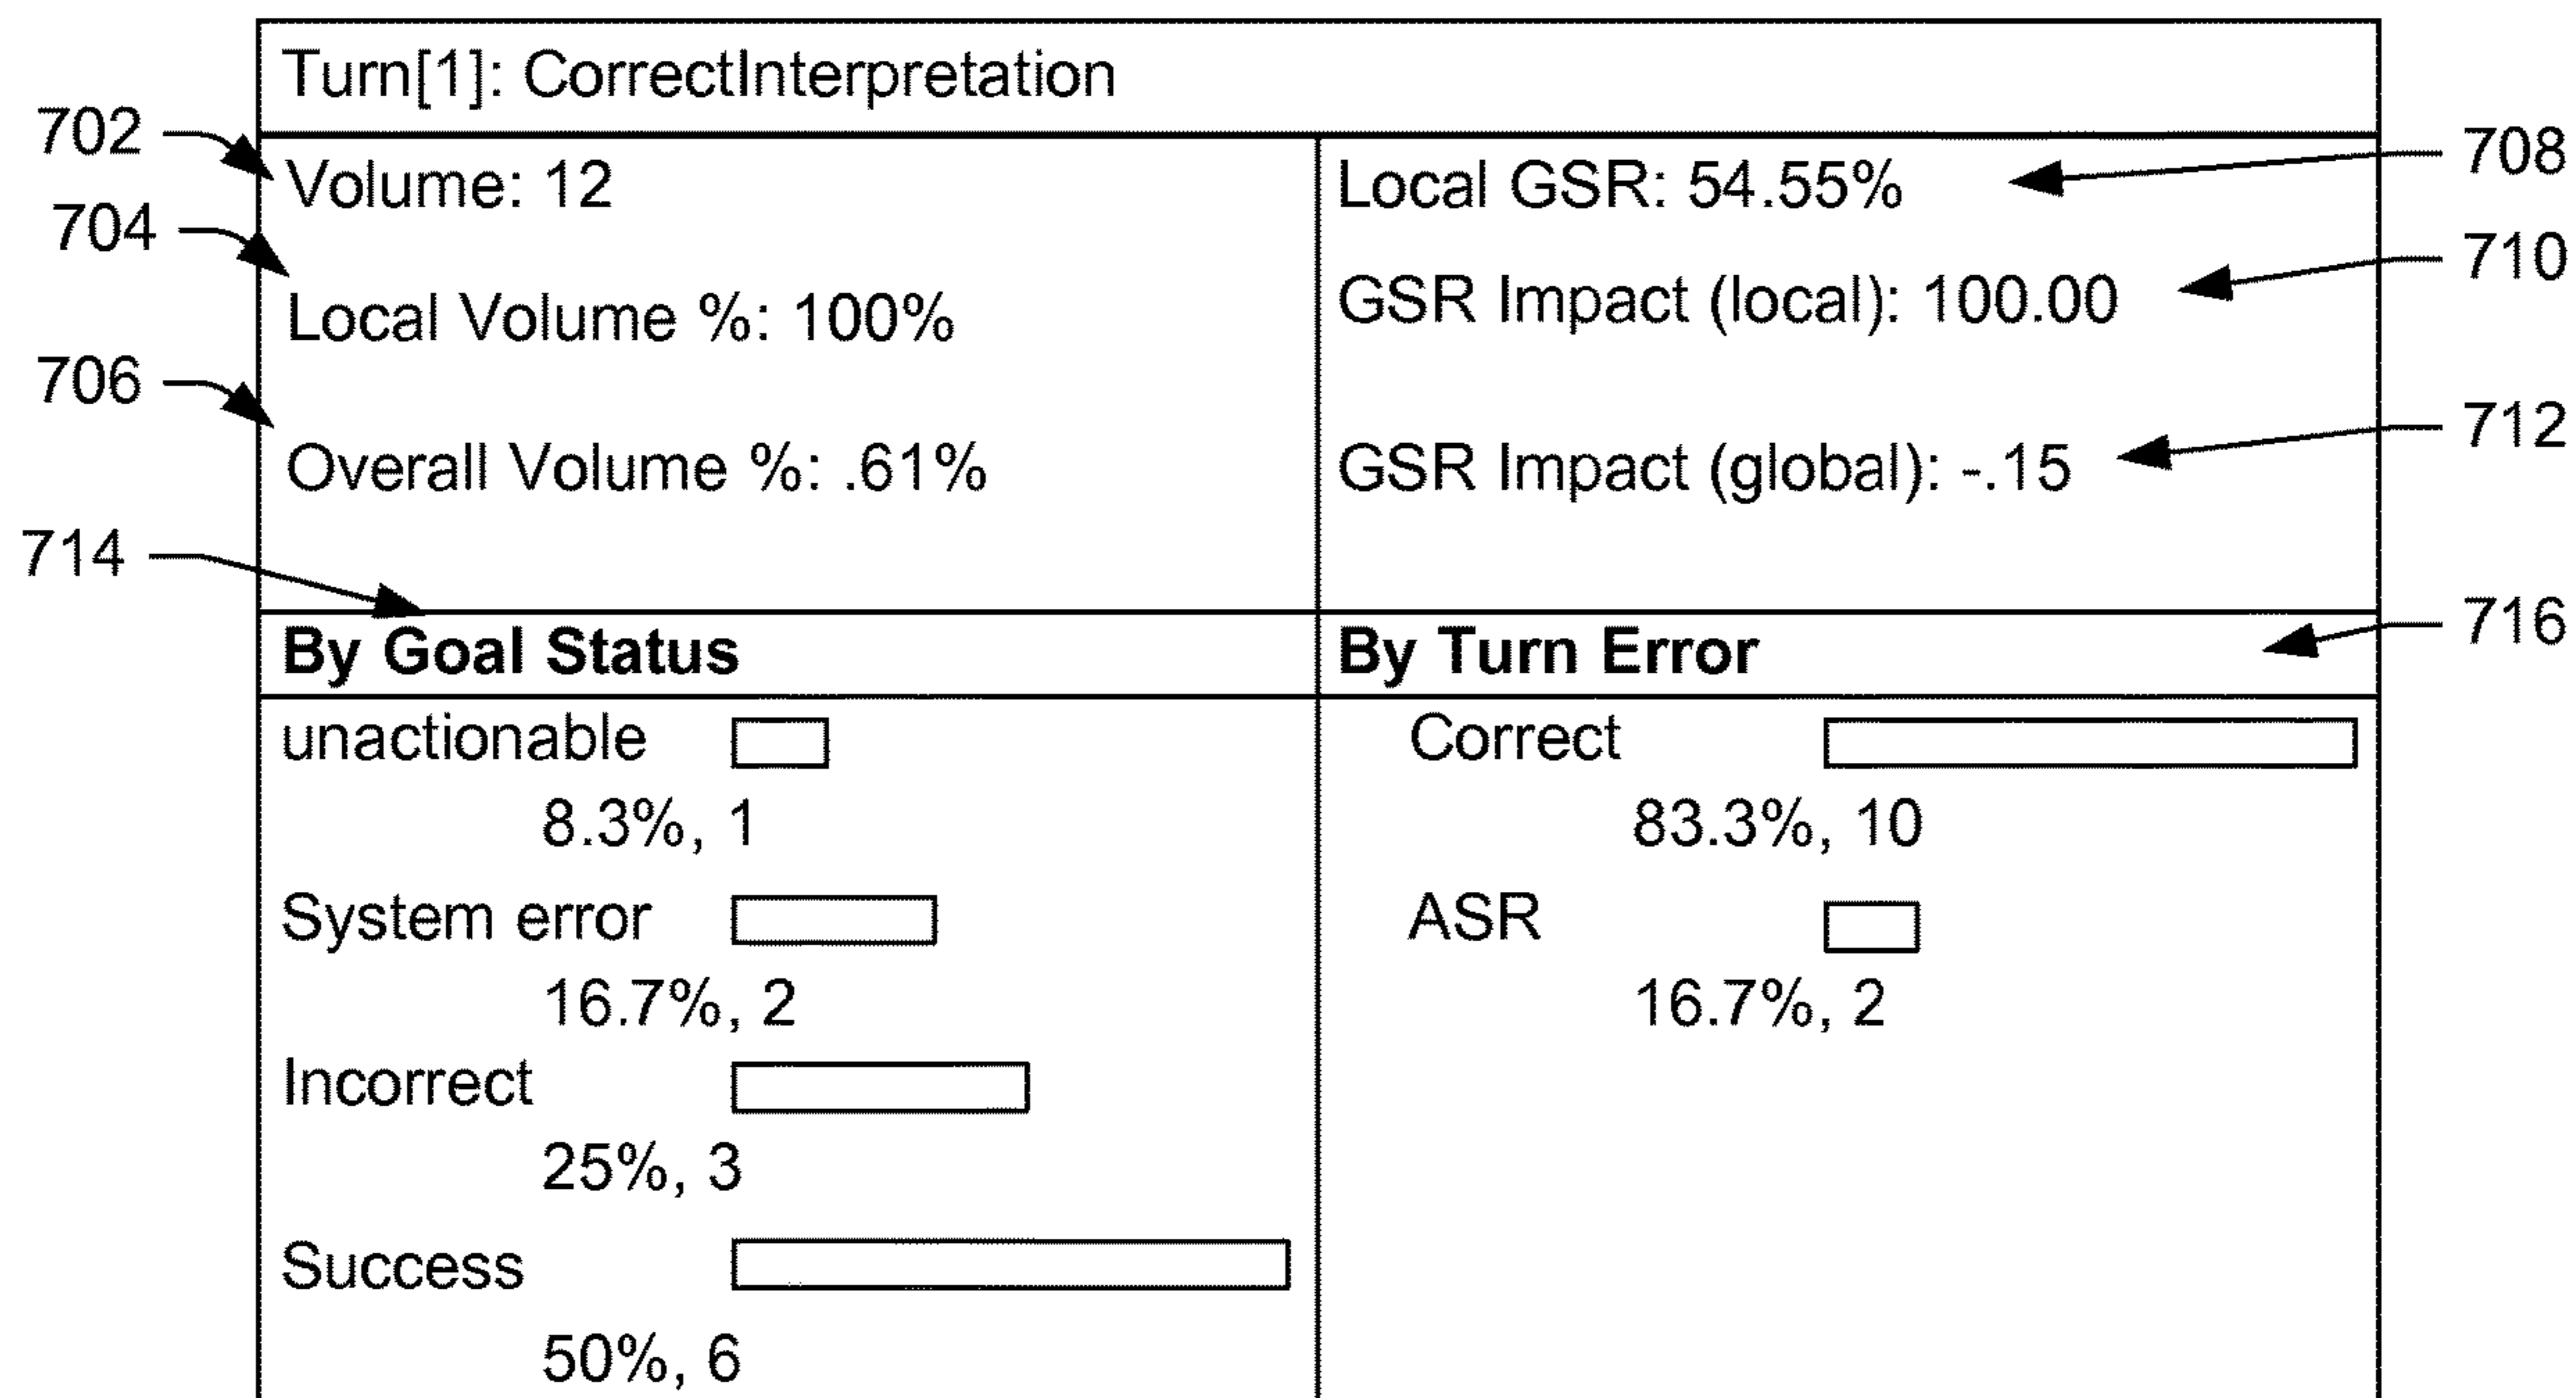 Turn[1]: CorrectInterpretation
702
Volume: 12
704
Local Volume %: 100%
706
Overall Volume %: .61%
714
Local GSR: 54.55%
708
GSR Impact (local): 100.00
710
GSR Impact (global): -.15
712
716
By Goal Status
unactionable
8.3%, 1
System error
16.7%, 2
Incorrect
25%, 3
Success
50%, 6
By Turn Error
Correct
83.3%, 10
ASR
16.7%, 2